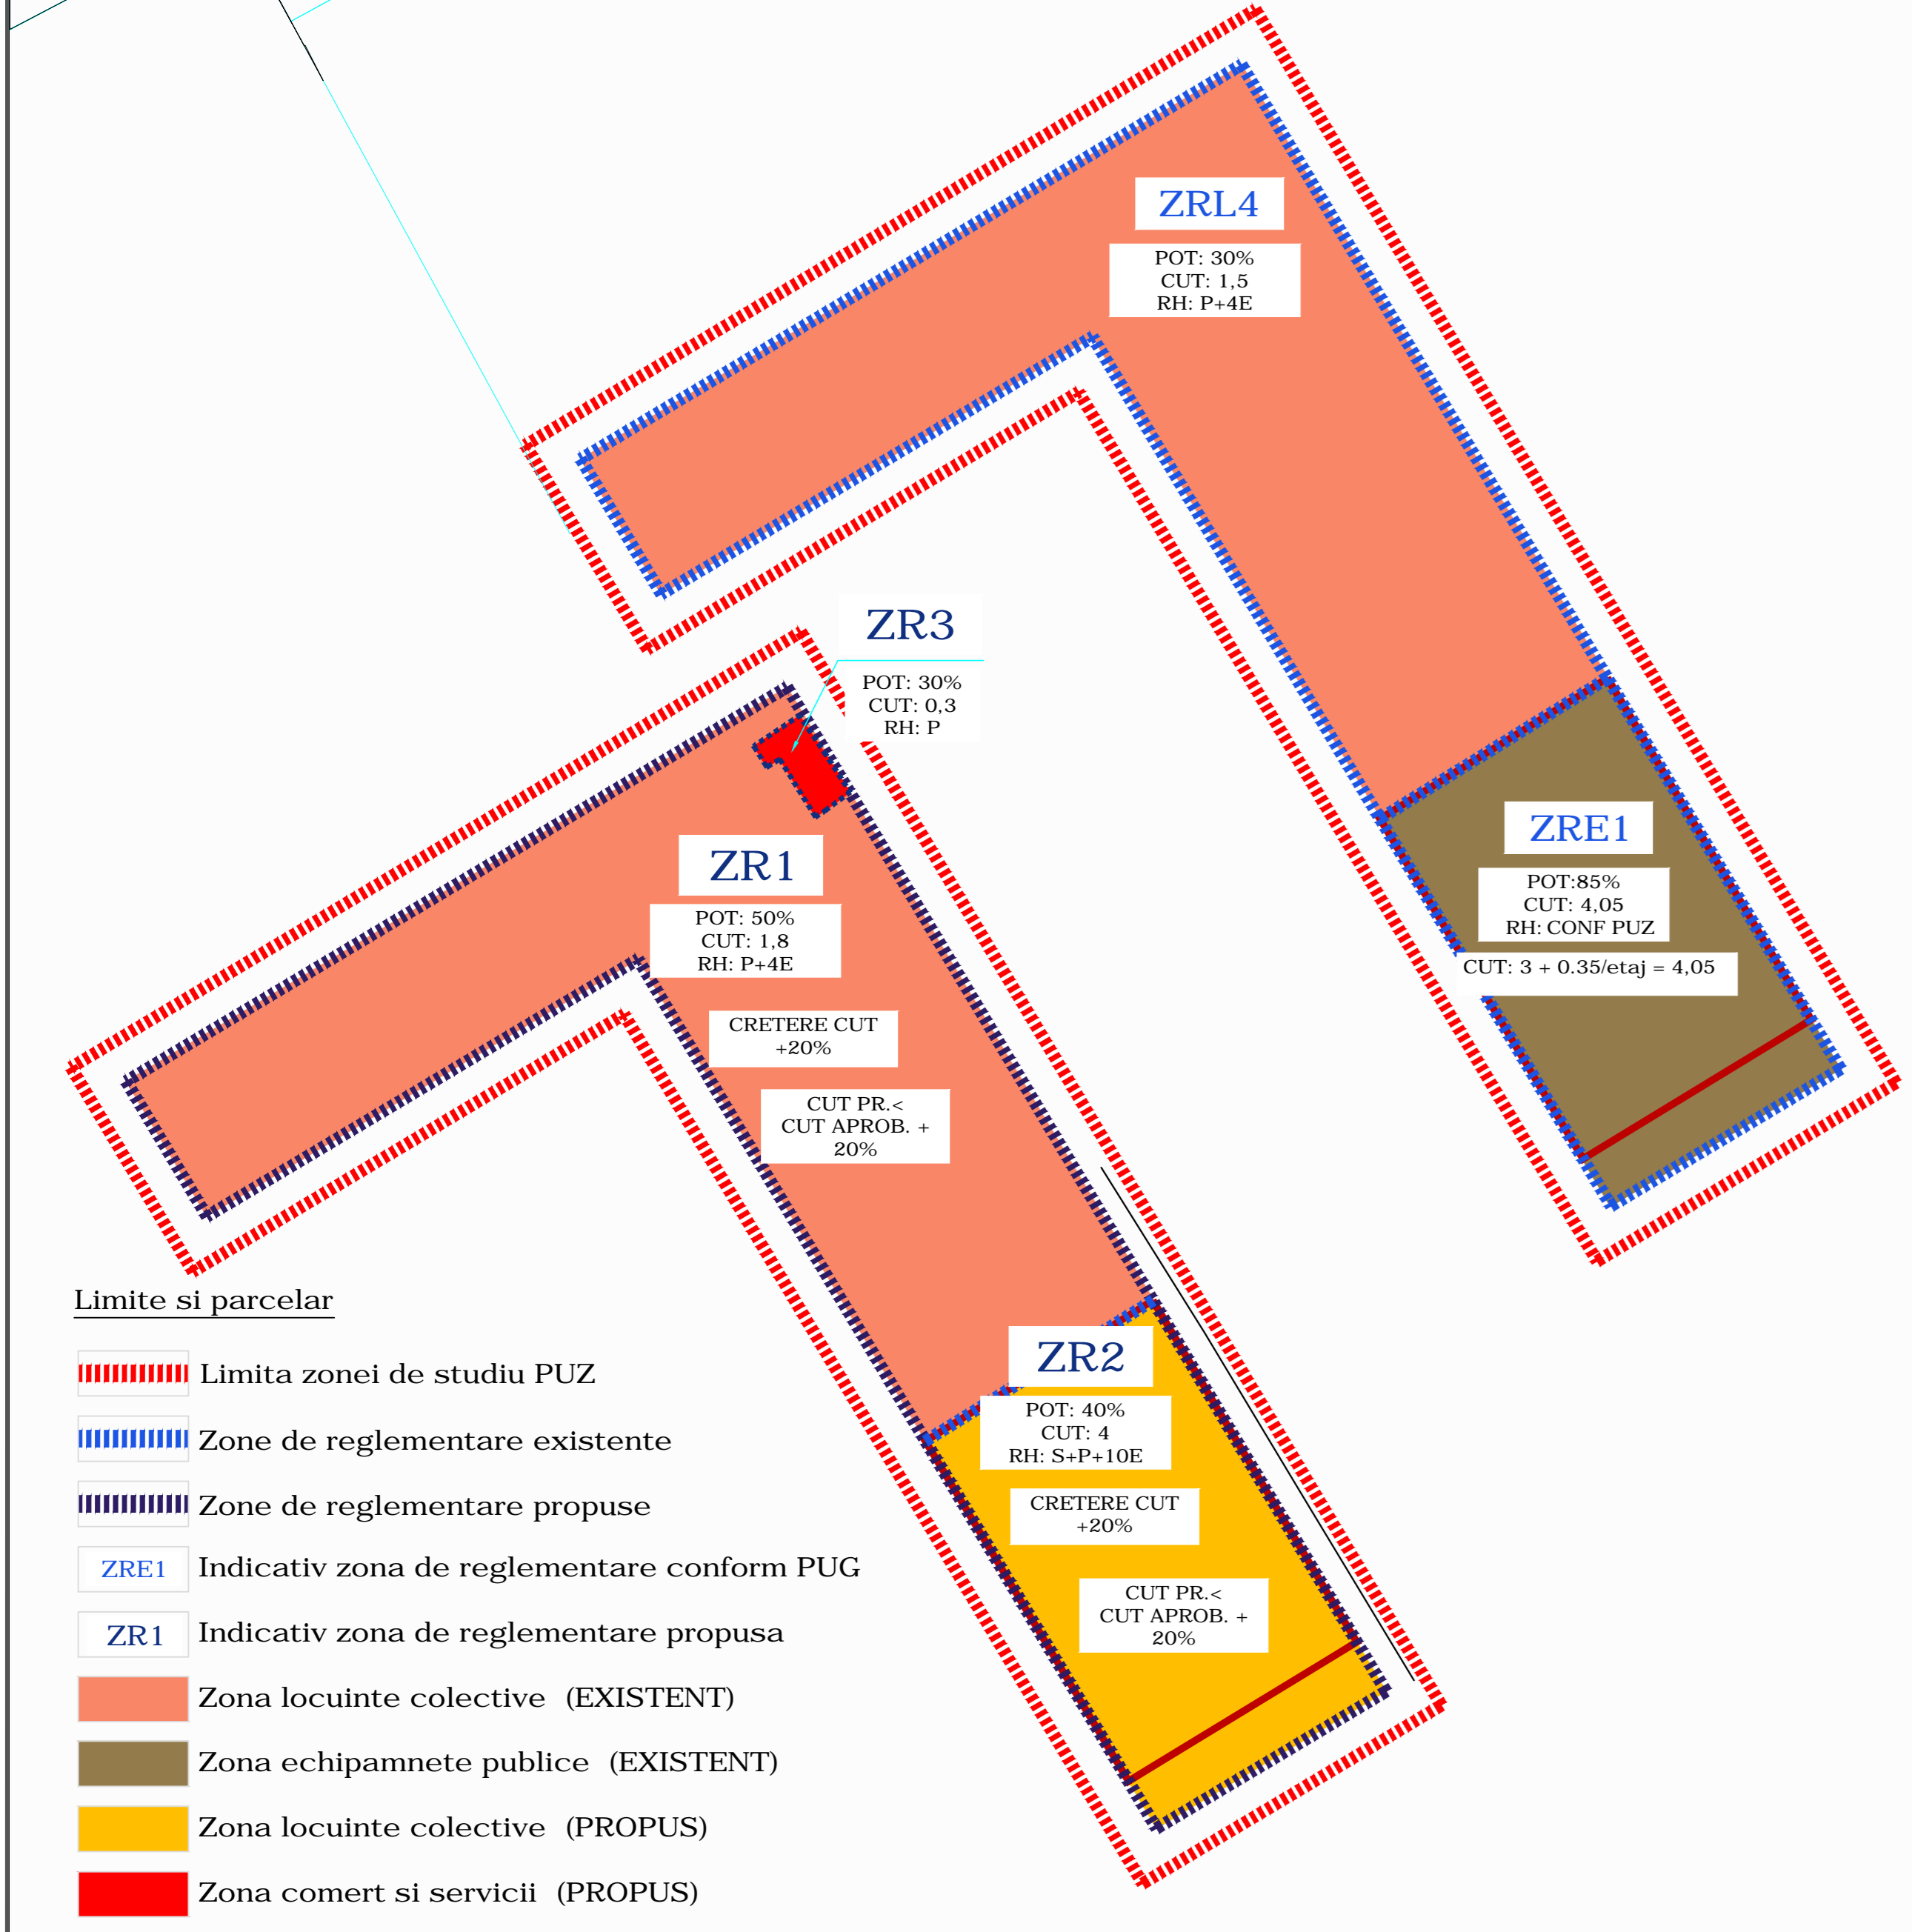 ZRL4
POT: 30%
CUT: 1,5
RH: P+4E
ZR3
POT: 30%
CUT: 0,3
RH: P
ZRE1
POT:85%
CUT: 4,05
RH: CONF PUZ
CUT: 3 + 0.35/etaj = 4,05
ZR1
POT: 50%
CUT: 1,8
RH: P+4E
CRETERE CUT
+20%
CUT PR.<
CUT APROB. +
20%
ZR2
POT: 40%
CUT: 4
RH: S+P+10E
CRETERE CUT
+20%
CUT PR.<
CUT APROB. +
20%
Limite si parcelar
Limita zonei de studiu PUZ
Zone de reglementare existente
Zone de reglementare propuse
ZRE1 Indicativ zona de reglementare conform PUG
ZR1 Indicativ zona de reglementare propusa
Zona locuinte colective (EXISTENT)
Zona echipamnete publice (EXISTENT)
Zona locuinte colective (PROPUS)
Zona comert si servicii (PROPUS)